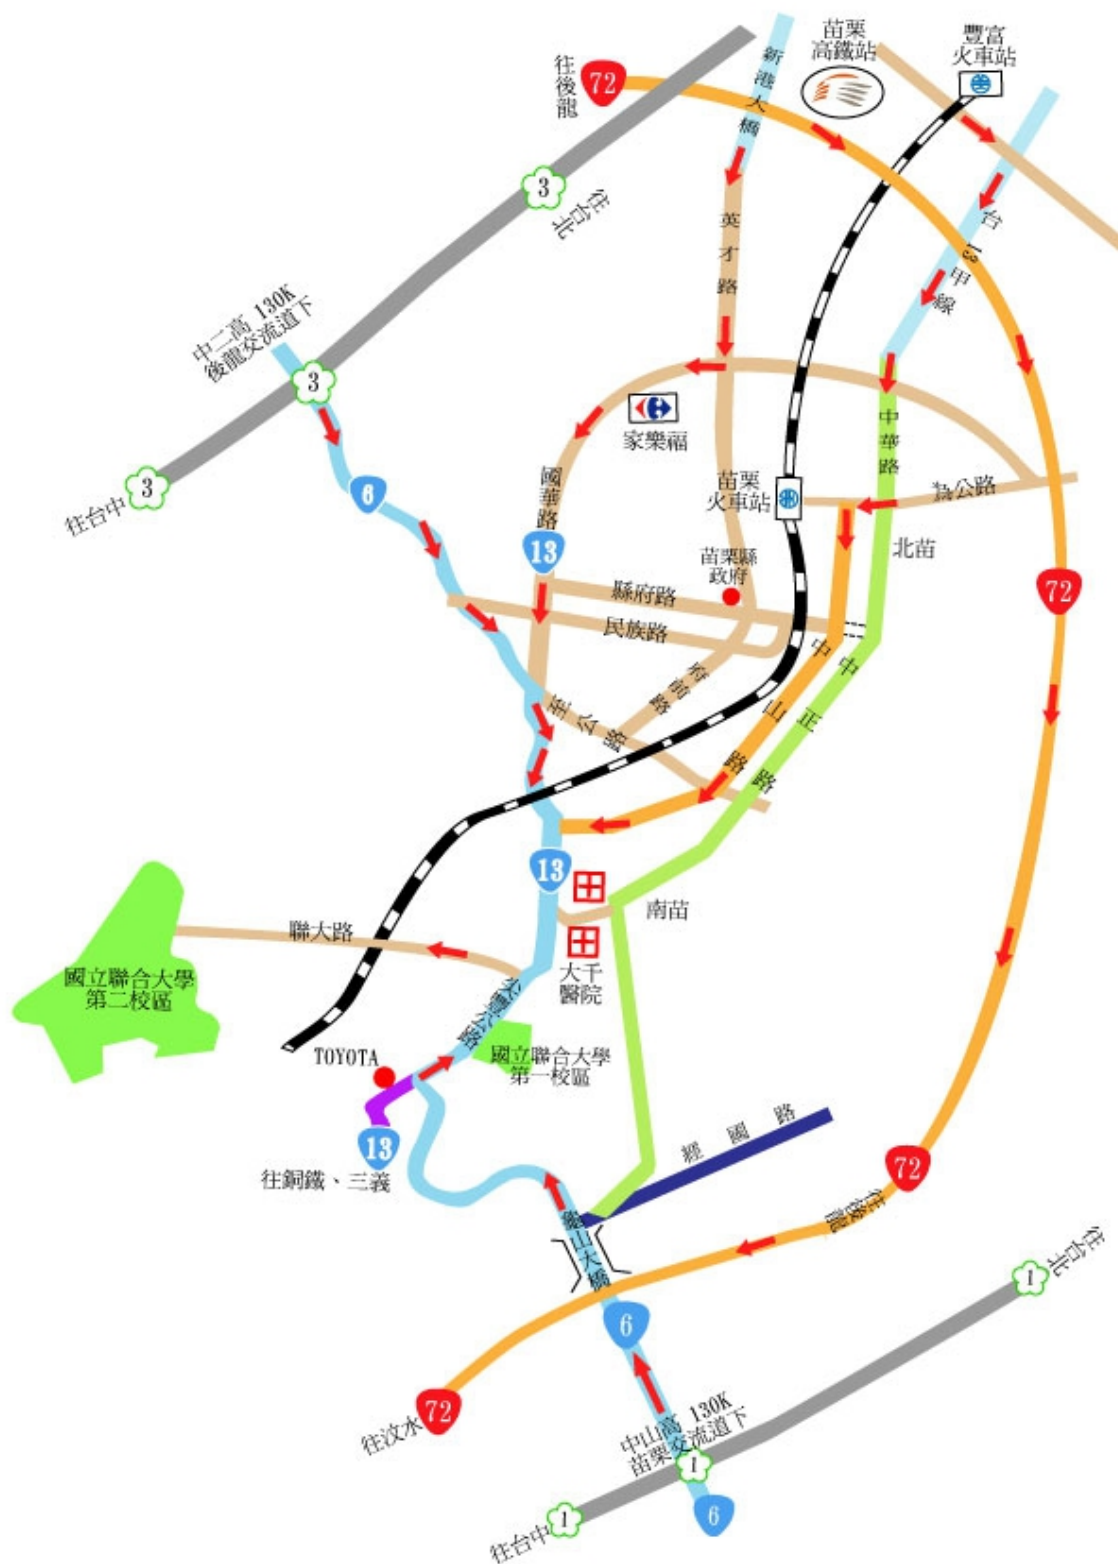 苗栗
高鐵站
豐富
火車站
新港大橋
往後龍
72
3
往台北
英才路
台13甲線
中二高 130K
後龍交流道下
3
家樂福
中華路
3
往台中
6
國華路
13
苗栗
火車站
為公路
北苗
苗栗縣
政府
72
縣府路
民族路
府前路
至公路
中山路
中正路
13
南苗
聯大路
大千
醫院
國立聯合大學
第二校區
尖豐公路
TOYOTA
國立聯合大學
第一校區
13
往銅鐵、三義
經國路
72
往後龍
龜山大橋
1
往台北
6
72
往汶水
中山高 130K
苗栗交流道下
1
6
1
往台中